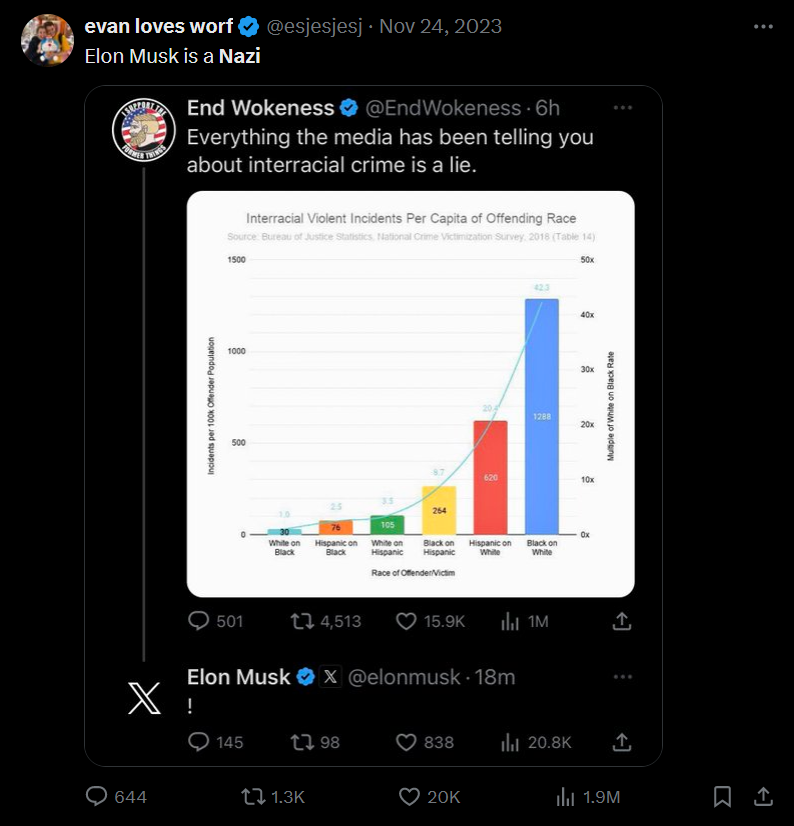 evan loves worf @esjesjesj · Nov 24, 2023
Elon Musk is a Nazi
I SUPPORT THE
FORMER THINGS
End Wokeness @EndWokeness · 6h
Everything the media has been telling you
about interracial crime is a lie.
Interracial Violent Incidents Per Capita of Offending Race
Source: Bureau of Justice Statistics, National Crime Victimization Survey, 2018 (Table 14)
Incidents per 100k Offender Population
1500
1000
500
0
50x
40x
30x
20x
10x
0x
Multiple of White on Black Rate
1.0
2.5
3.5
8.7
20.4
42.3
30
76
105
264
620
1288
White on Black
Hispanic on Black
White on Hispanic
Black on Hispanic
Hispanic on White
Black on White
Race of Offender/Victim
501 4,513 15.9K 1M
Elon Musk X @elonmusk · 18m
!
145 98 838 20.8K
644 1.3K 20K 1.9M